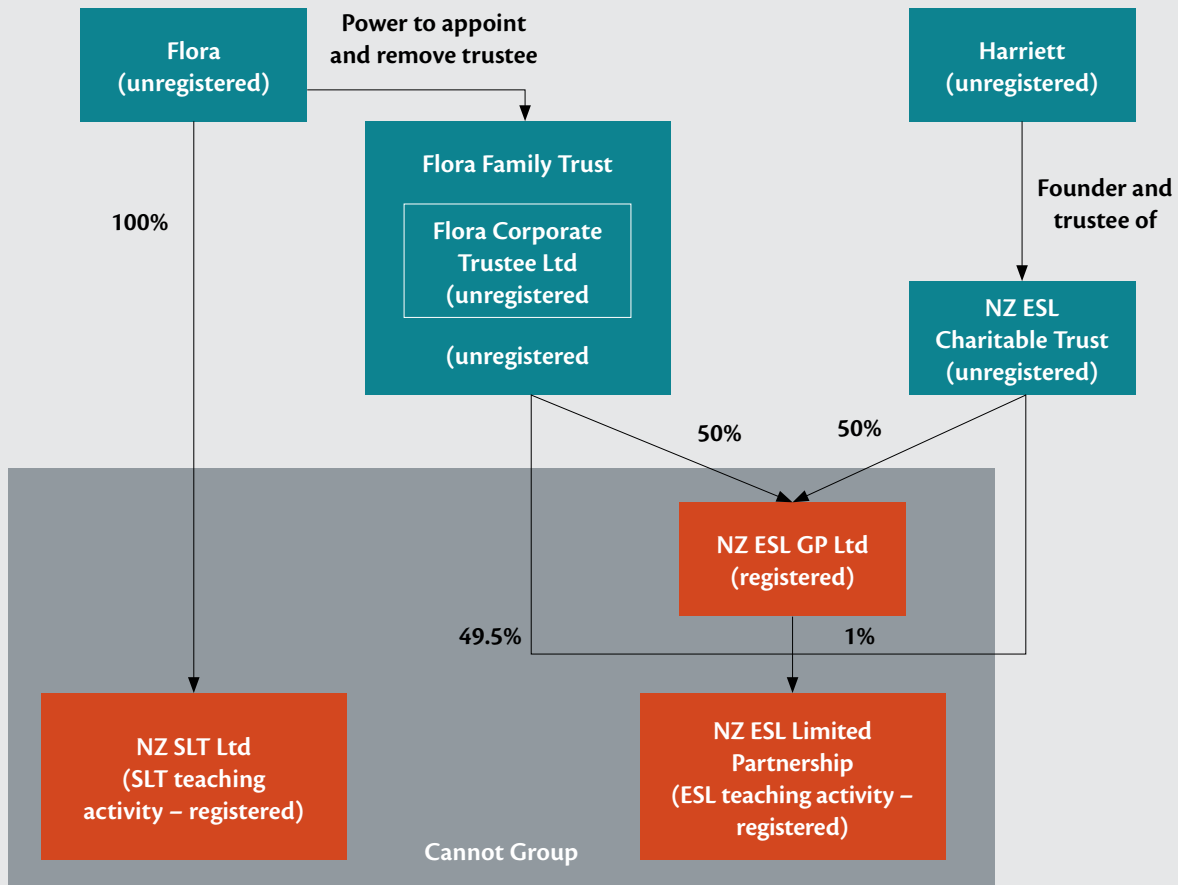 Flora
(unregistered)
Power to appoint
and remove trustee
Harriett
(unregistered)
Flora Family Trust
Flora Corporate
Trustee Ltd
(unregistered
(unregistered
100%
Founder and
trustee of
NZ ESL
Charitable Trust
(unregistered)
50%
50%
NZ ESL GP Ltd
(registered)
49.5%
1%
NZ SLT Ltd
(SLT teaching
activity – registered)
NZ ESL Limited
Partnership
(ESL teaching activity –
registered)
Cannot Group